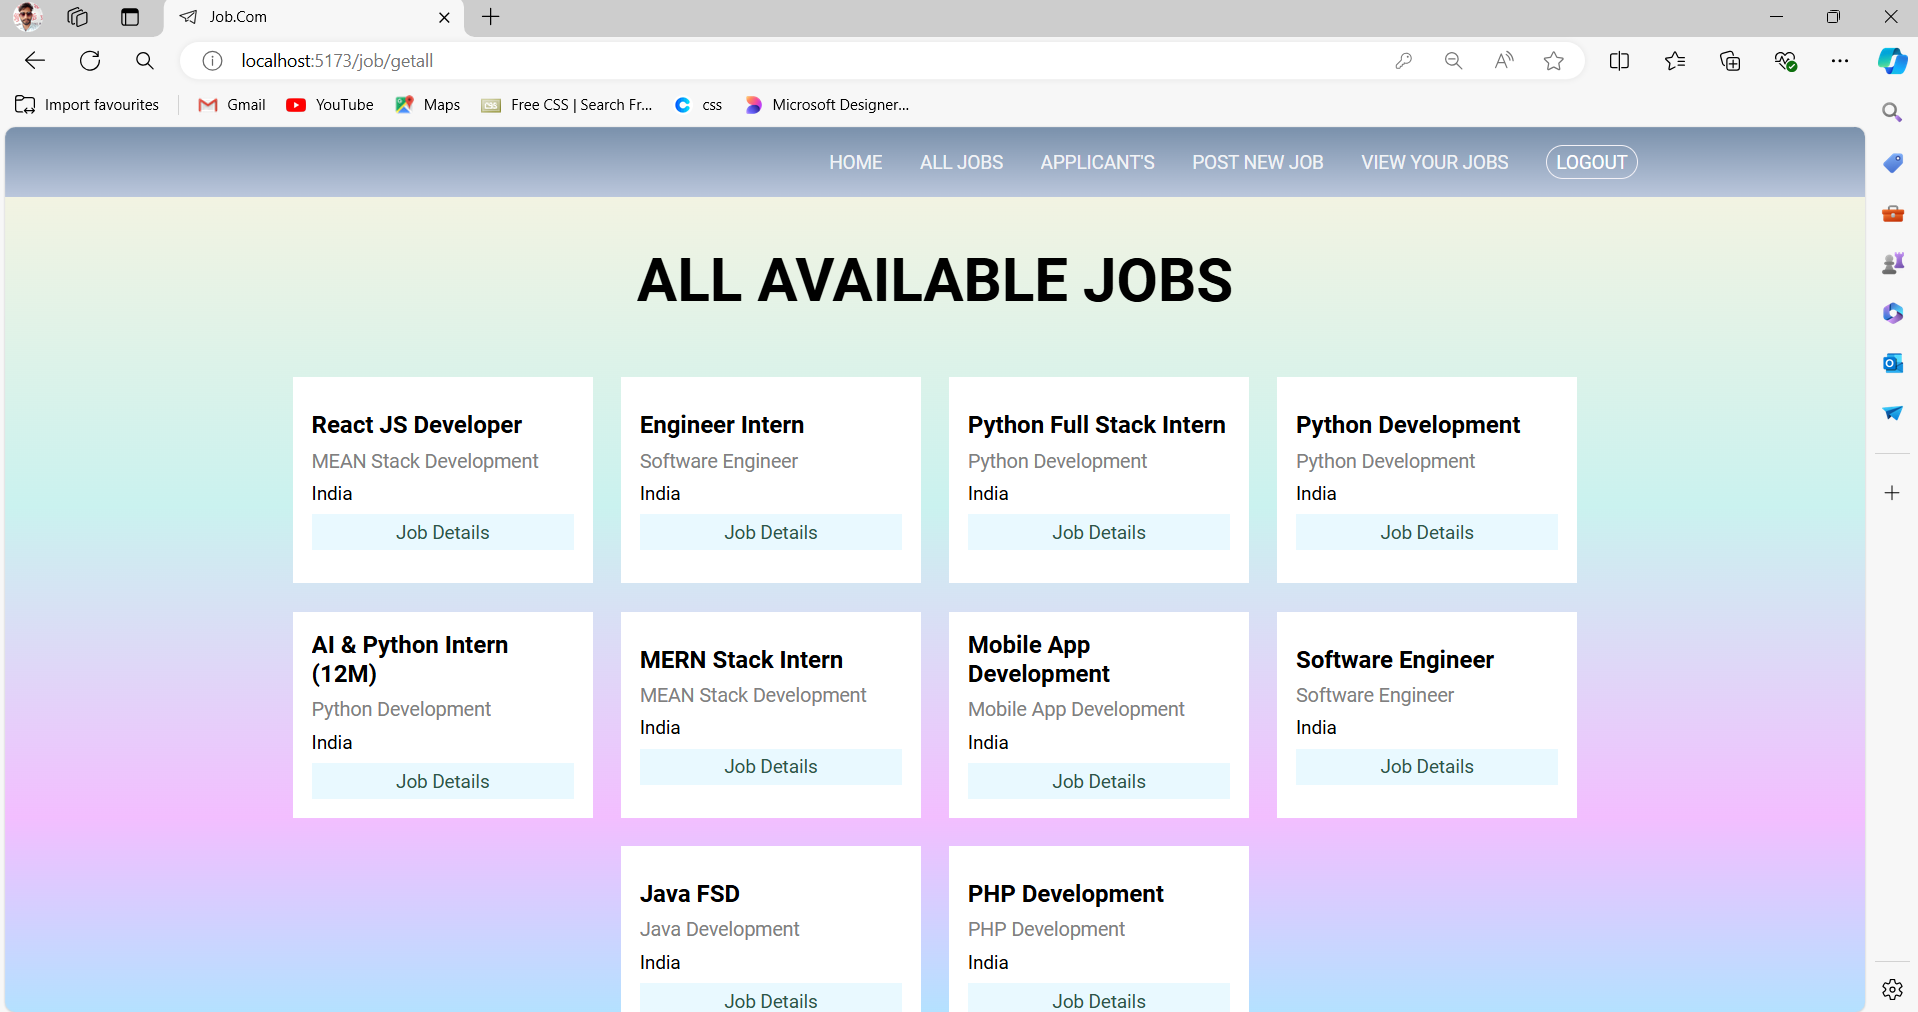 Job.Com
localhost:5173/job/getall
Import favourites
Gmail
YouTube
Maps
CSS
Free CSS | Search Fr...
css
Microsoft Designer...
HOME
ALL JOBS
APPLICANT'S
POST NEW JOB
VIEW YOUR JOBS
LOGOUT
ALL AVAILABLE JOBS
React JS Developer
MEAN Stack Development
India
Job Details
Engineer Intern
Software Engineer
India
Job Details
Python Full Stack Intern
Python Development
India
Job Details
Python Development
Python Development
India
Job Details
AI & Python Intern
(12M)
Python Development
India
Job Details
MERN Stack Intern
MEAN Stack Development
India
Job Details
Mobile App
Development
Mobile App Development
India
Job Details
Software Engineer
Software Engineer
India
Job Details
Java FSD
Java Development
India
Job Details
PHP Development
PHP Development
India
Job Details